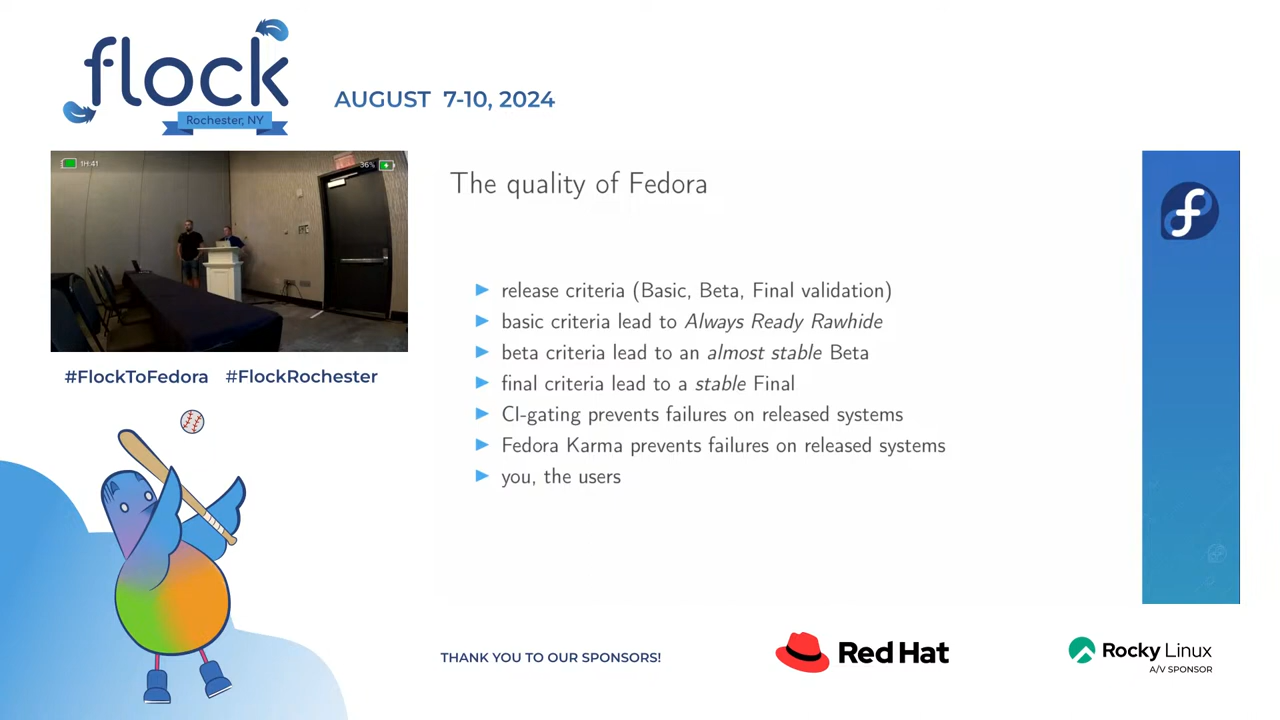 flock
Rochester, NY
AUGUST 7-10, 2024
1H:41
36%
#FlockToFedora #FlockRochester
The quality of Fedora
release criteria (Basic, Beta, Final validation)
basic criteria lead to Always Ready Rawhide
beta criteria lead to an almost stable Beta
final criteria lead to a stable Final
CI-gating prevents failures on released systems
Fedora Karma prevents failures on released systems
you, the users
THANK YOU TO OUR SPONSORS!
Red Hat
Rocky Linux
A/V SPONSOR